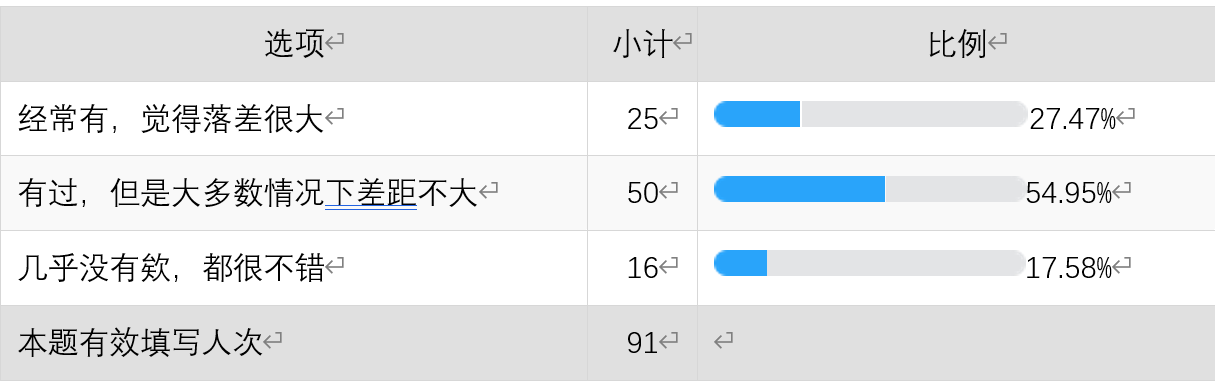 选项 小计 比例
经常有，觉得落差很大 25 27.47%
有过，但是大多数情况下差距不大 50 54.95%
几乎没有欸，都很不错 16 17.58%
本题有效填写人次 91